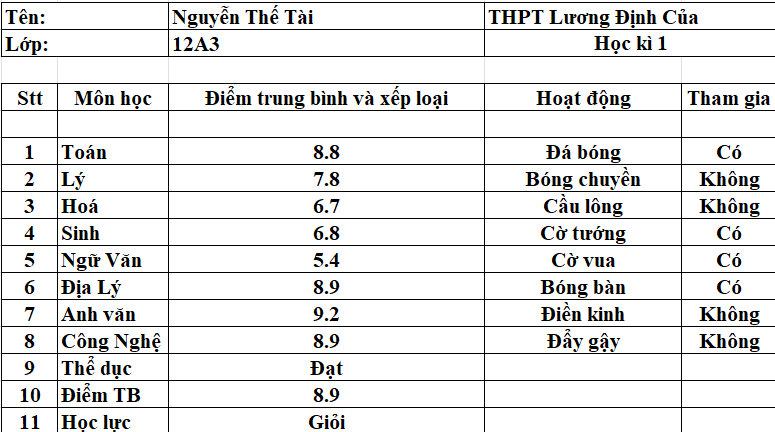 Tên: Nguyễn Thế Tài THPT Lương Định Của
Lớp: 12A3 Học kì 1
Stt Môn học Điểm trung bình và xếp loại Hoạt động Tham gia
1 Toán 8.8 Đá bóng Có
2 Lý 7.8 Bóng chuyền Không
3 Hoá 6.7 Cầu lông Không
4 Sinh 6.8 Cờ tướng Có
5 Ngữ Văn 5.4 Cờ vua Có
6 Địa Lý 8.9 Bóng bàn Có
7 Anh văn 9.2 Điền kinh Không
8 Công Nghệ 8.9 Đẩy gậy Không
9 Thể dục Đạt
10 Điểm TB 8.9
11 Học lực Giỏi